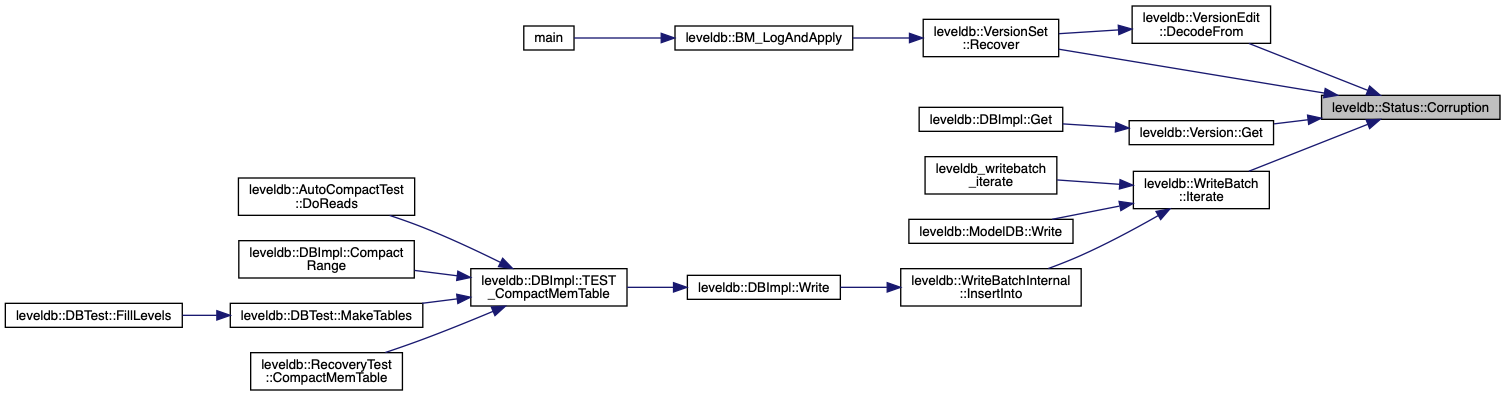 leveldb::VersionEdit
::DecodeFrom
main
leveldb::BM_LogAndApply
leveldb::VersionSet
::Recover
leveldb::Status::Corruption
leveldb::DBImpl::Get
leveldb::Version::Get
leveldb_writebatch
_iterate
leveldb::WriteBatch
::Iterate
leveldb::AutoCompactTest
::DoReads
leveldb::ModelDB::Write
leveldb::DBImpl::Compact
Range
leveldb::DBImpl::TEST
_CompactMemTable
leveldb::DBImpl::Write
leveldb::WriteBatchInternal
::InsertInto
leveldb::DBTest::FillLevels
leveldb::DBTest::MakeTables
leveldb::RecoveryTest
::CompactMemTable